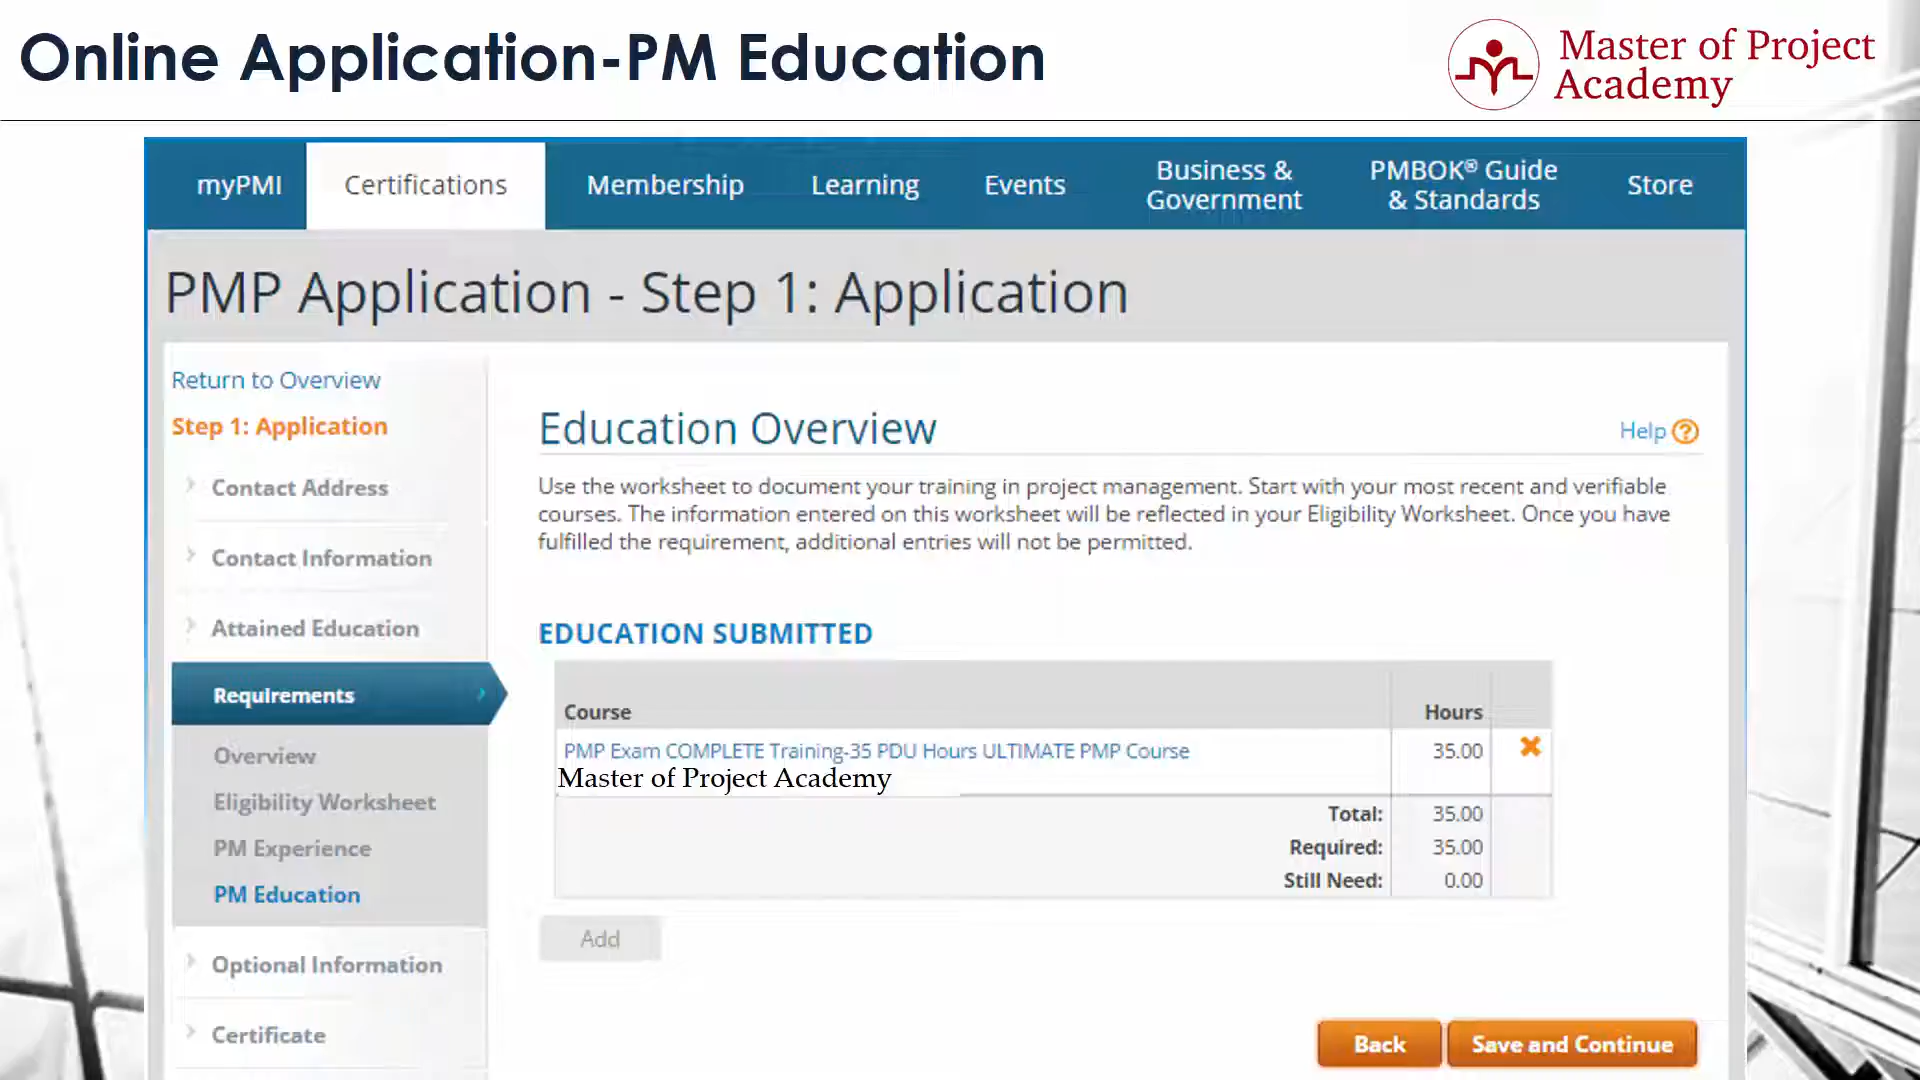 Online Application-PM Education
Master of Project
Academy
myPMI
Certifications
Membership
Learning
Events
Business &
Government
PMBOK® Guide
& Standards
Store
PMP Application - Step 1: Application
Return to Overview
Step 1: Application
Contact Address
Contact Information
Attained Education
Requirements
Overview
Eligibility Worksheet
PM Experience
PM Education
Optional Information
Certificate
Education Overview
Help ?
Use the worksheet to document your training in project management. Start with your most recent and verifiable
courses. The information entered on this worksheet will be reflected in your Eligibility Worksheet. Once you have
fulfilled the requirement, additional entries will not be permitted.
EDUCATION SUBMITTED
Course Hours
PMP Exam COMPLETE Training-35 PDU Hours ULTIMATE PMP Course 35.00
Master of Project Academy
Total: 35.00
Required: 35.00
Still Need: 0.00
Add
Back
Save and Continue